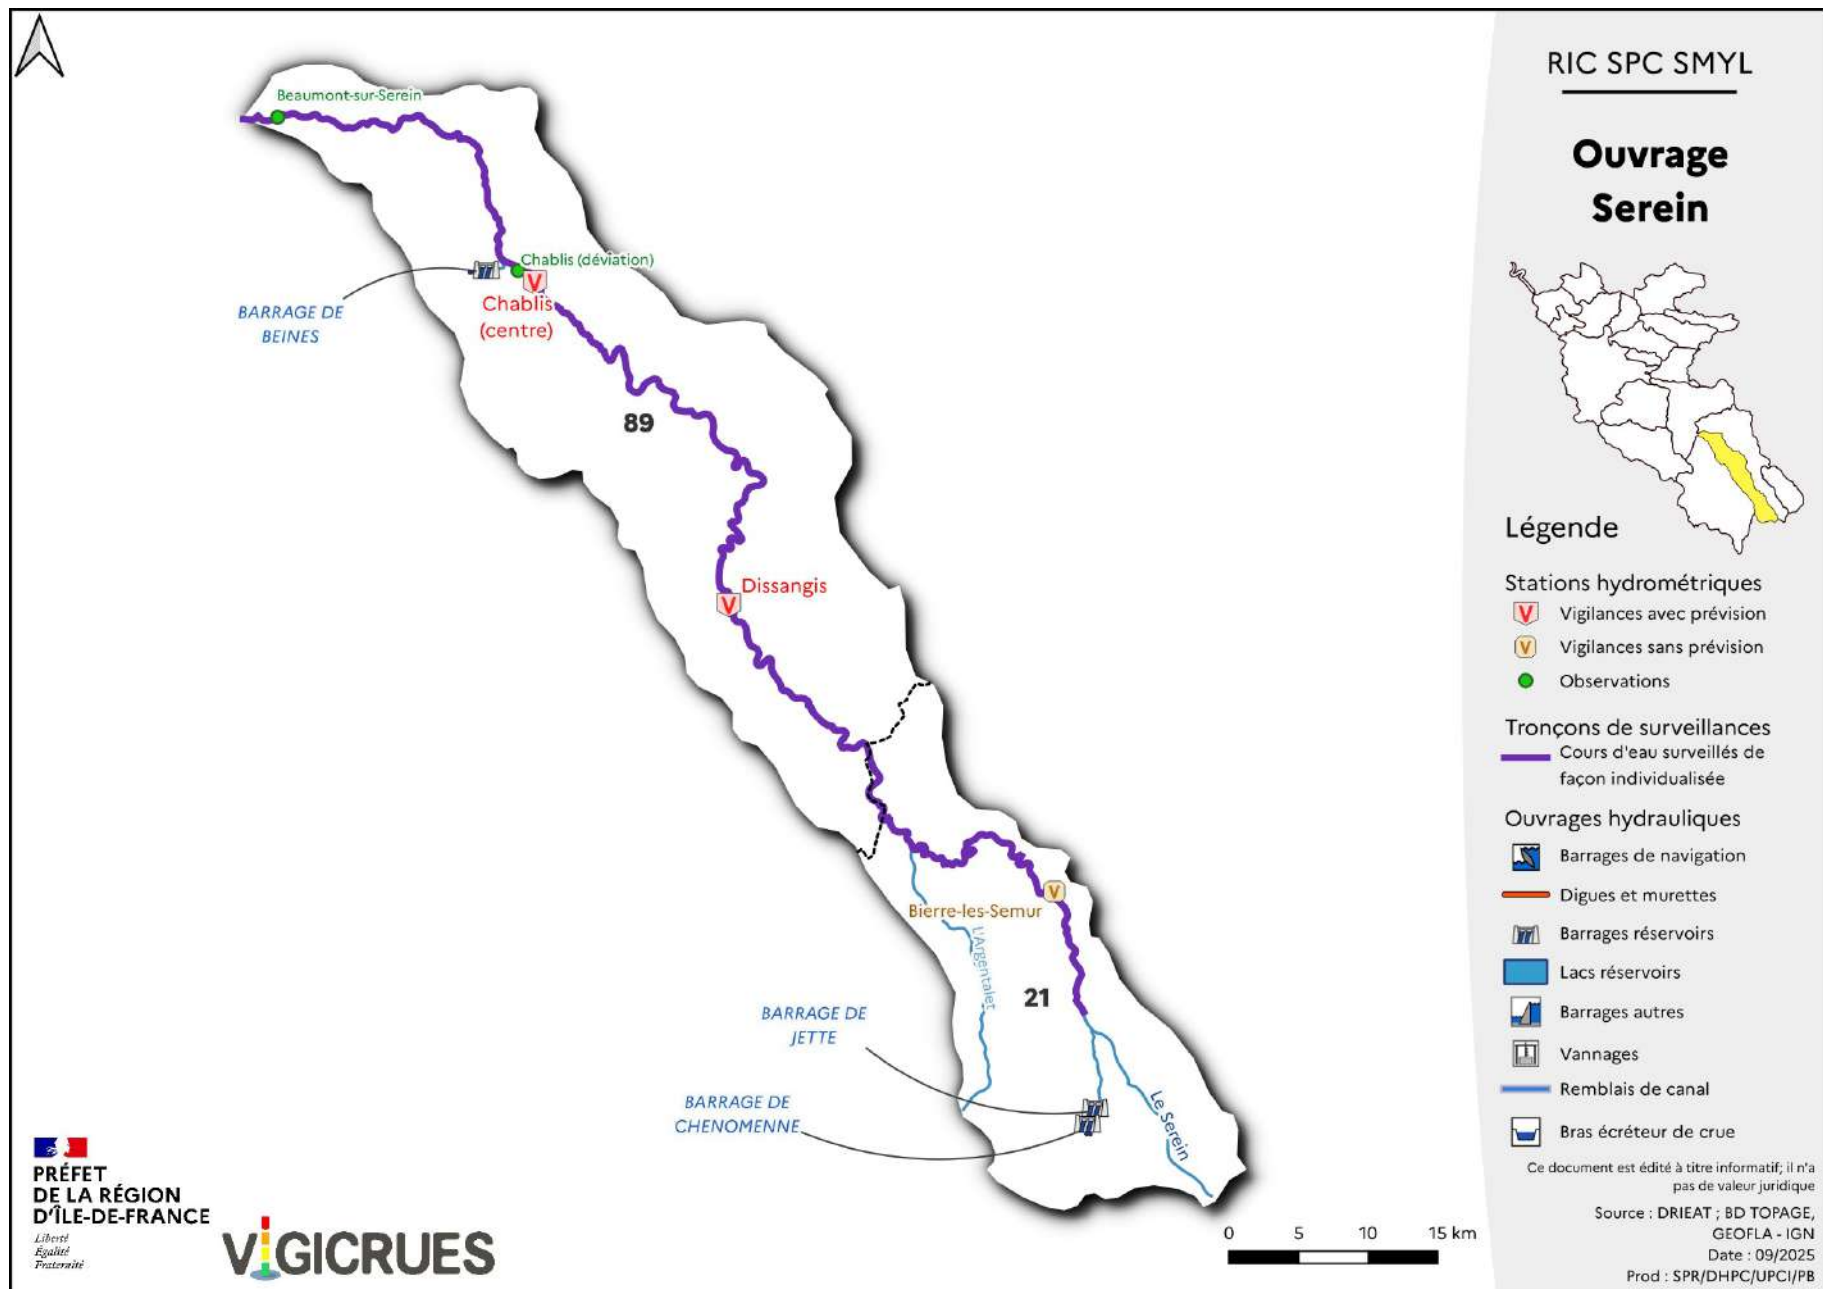 Beaumont-sur-Serein
Chablis (déviation)
Chablis
(centre)
BARRAGE DE
BEINES
89
Dissangis
Bierre-les-Semur
L'Argentalet
21
BARRAGE DE
JETTE
BARRAGE DE
CHENOMENNE
Le Serein
PRÉFET
DE LA RÉGION
D'ÎLE-DE-FRANCE
Liberté
Égalité
Fraternité
VIGICRUES
0 5 10 15 km
RIC SPC SMYL
Ouvrage
Serein
Légende
Stations hydrométriques
V Vigilances avec prévision
V Vigilances sans prévision
Observations
Tronçons de surveillances
Cours d'eau surveillés de
façon individualisée
Ouvrages hydrauliques
Barrages de navigation
Digues et murettes
Barrages réservoirs
Lacs réservoirs
Barrages autres
Vannages
Remblais de canal
Bras écréteur de crue
Ce document est édité à titre informatif; il n'a
pas de valeur juridique
Source : DRIEAT ; BD TOPAGE,
GEOFLA - IGN
Date : 09/2025
Prod : SPR/DHPC/UPCI/PB